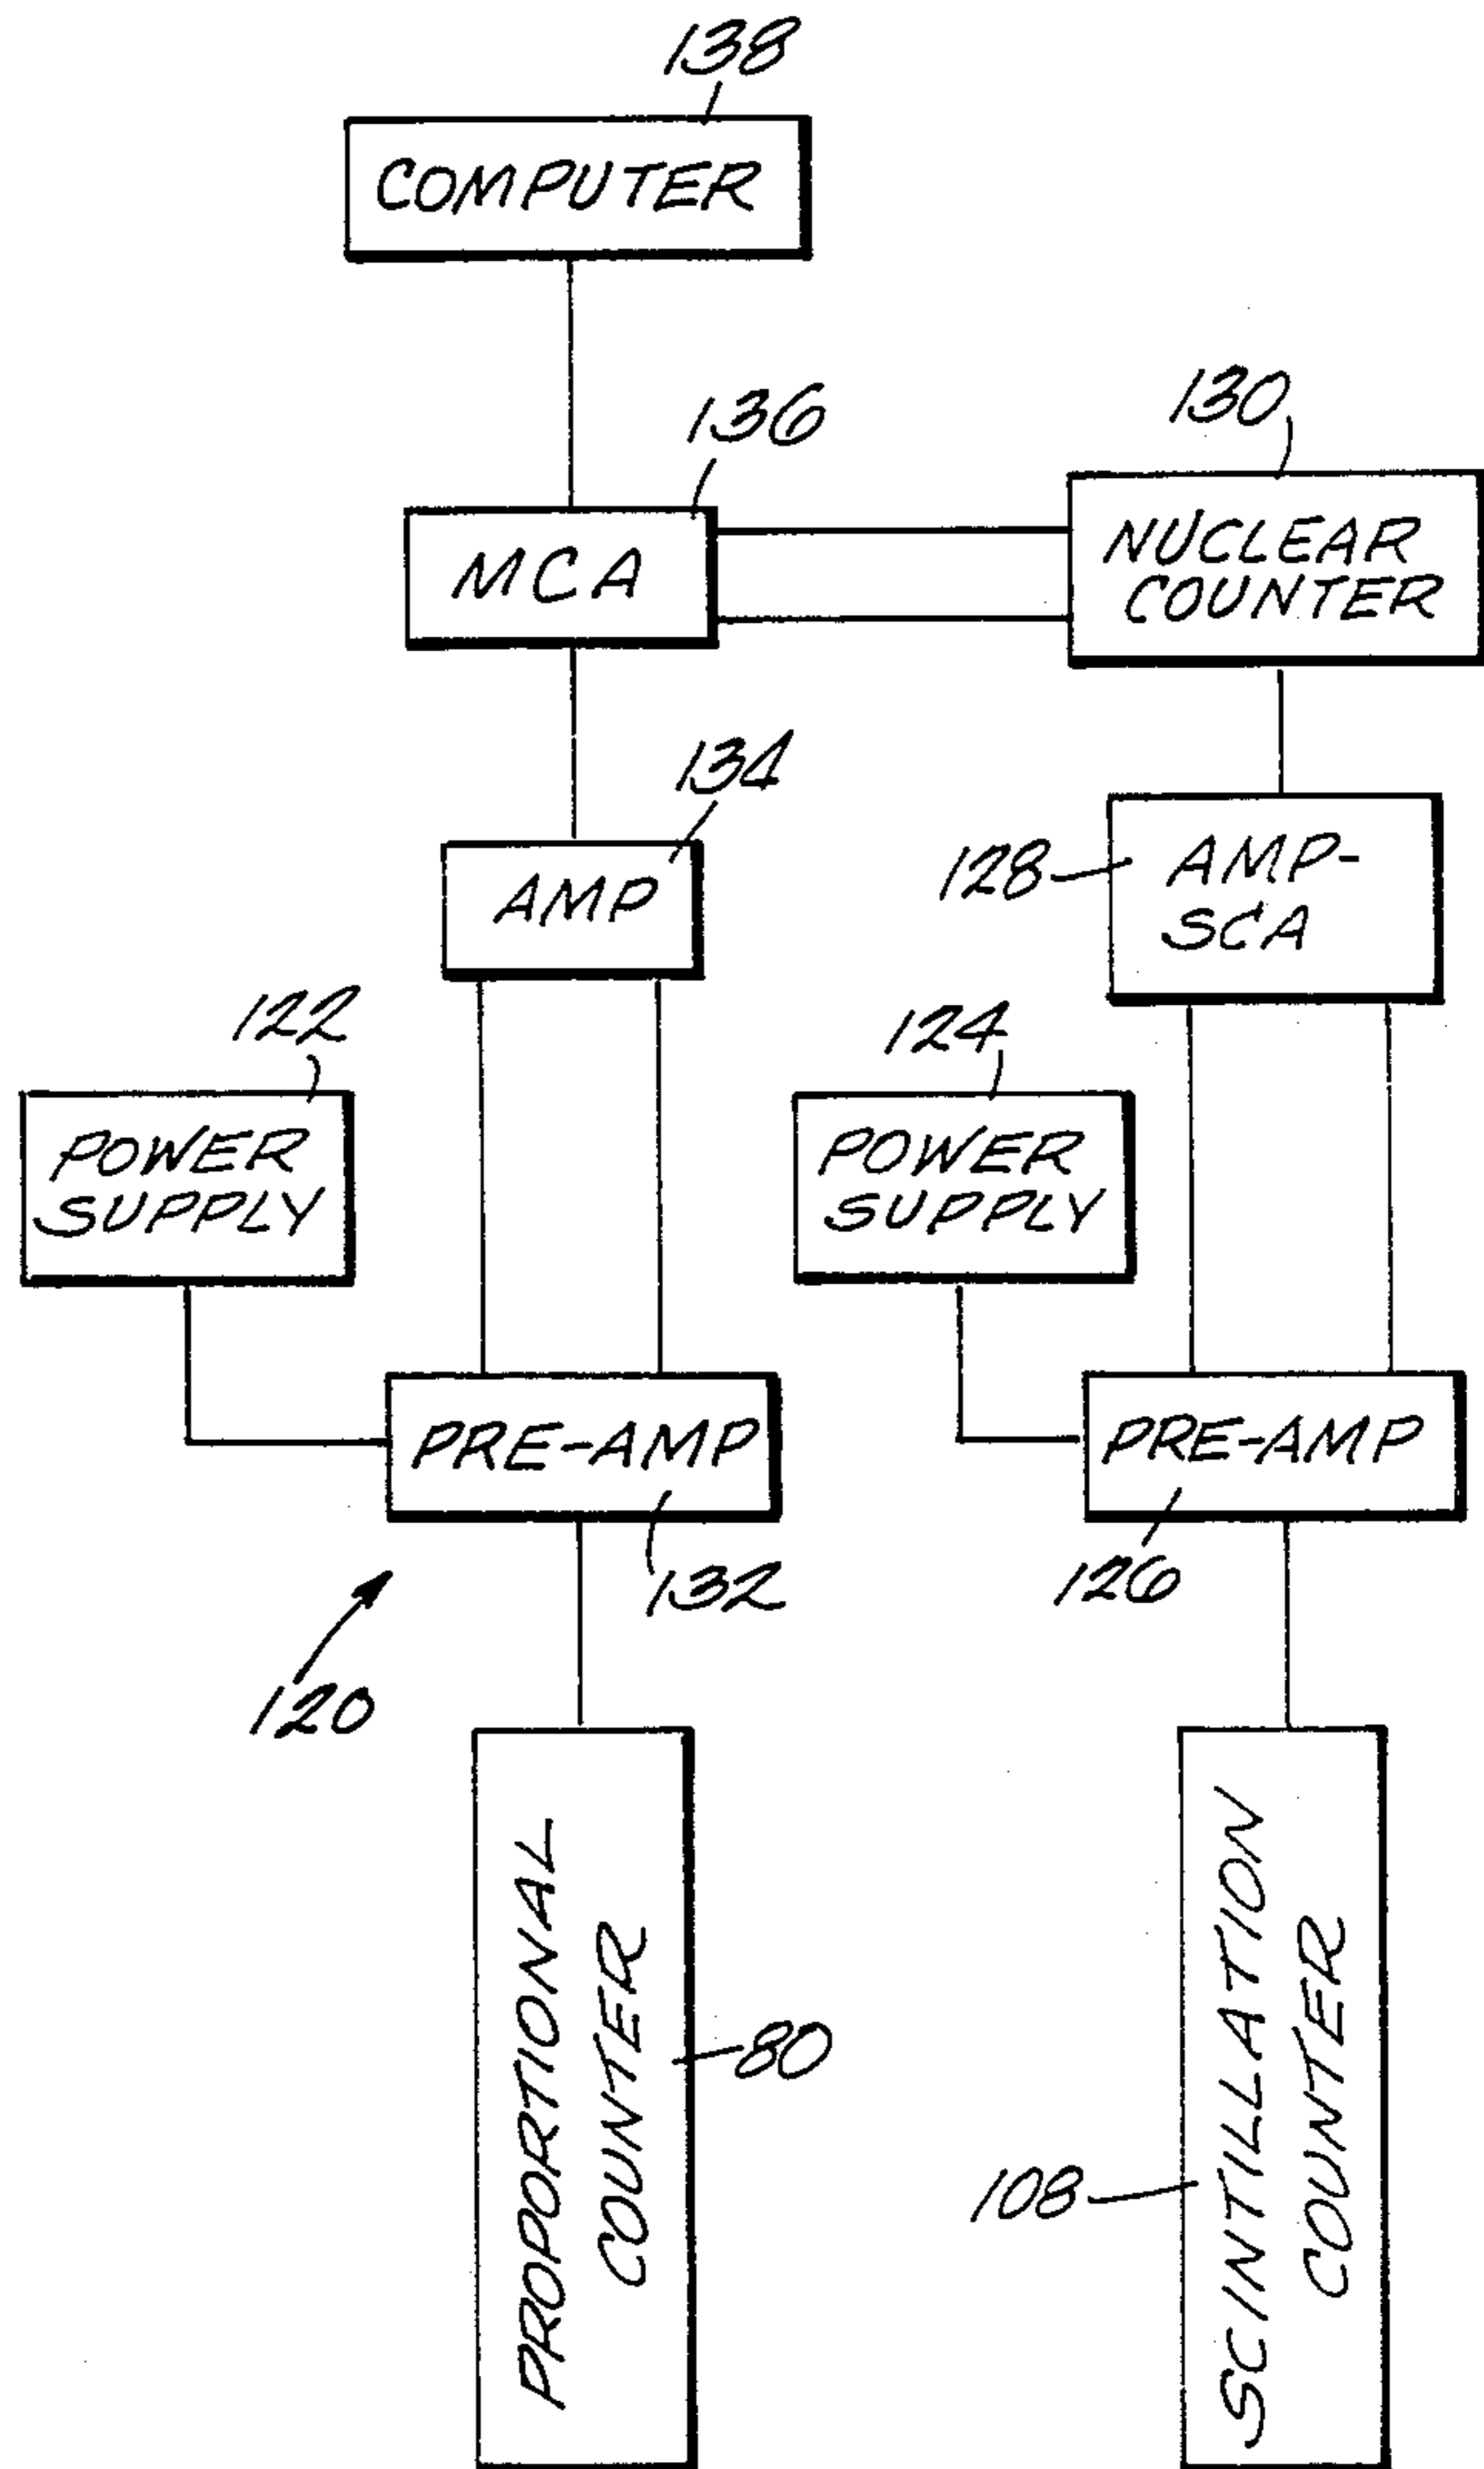 138
COMPUTER
136
130
MCA
NUCLEAR
COUNTER
134
AMP
128
AMP-
SCA
122
124
POWER
SUPPLY
POWER
SUPPLY
PRE-AMP
PRE-AMP
132
126
120
PROPORTIONAL
COUNTER
80
108
SCINTILLATION
COUNTER